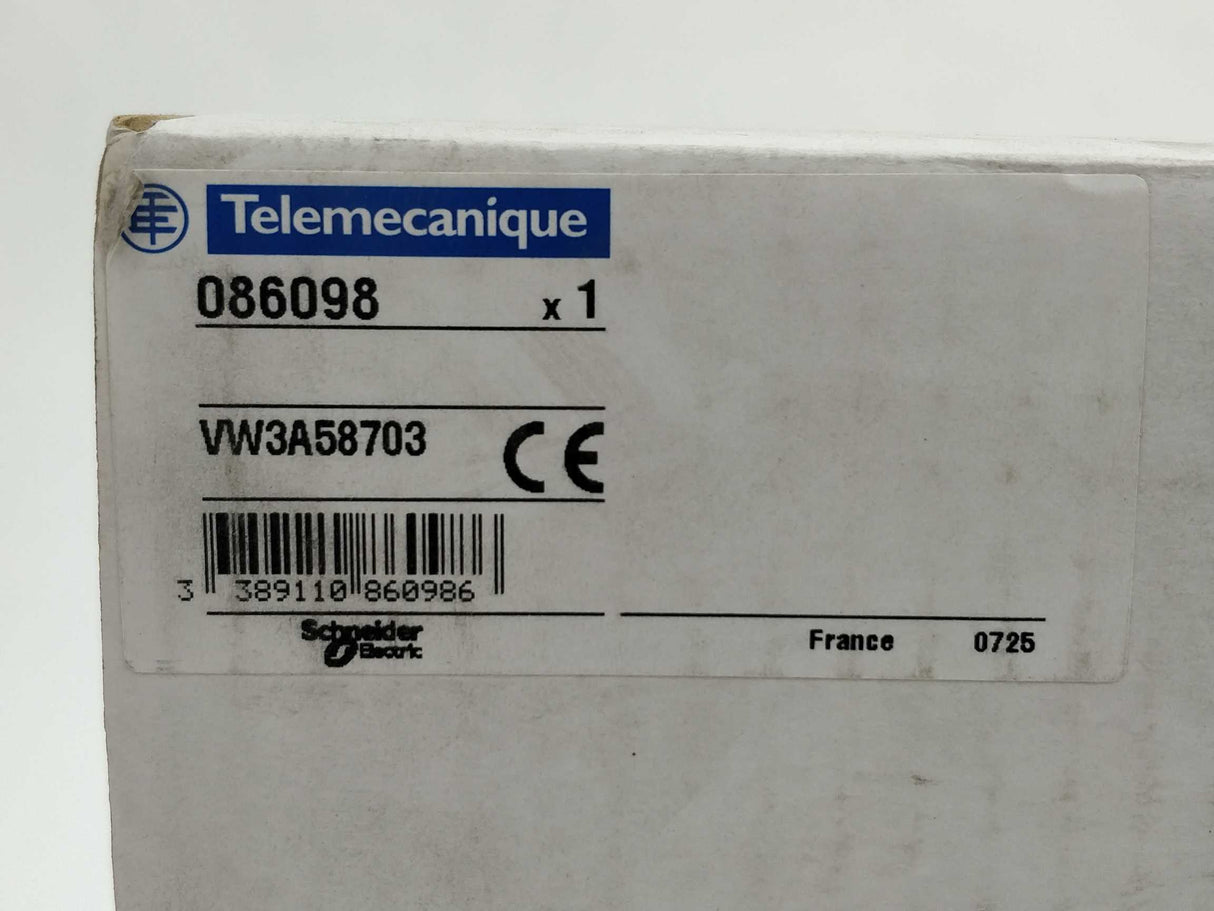 Telemecanique
086098 x 1
VW3A58703 CE
3 389110 860986
Schneider Electric
France 0725